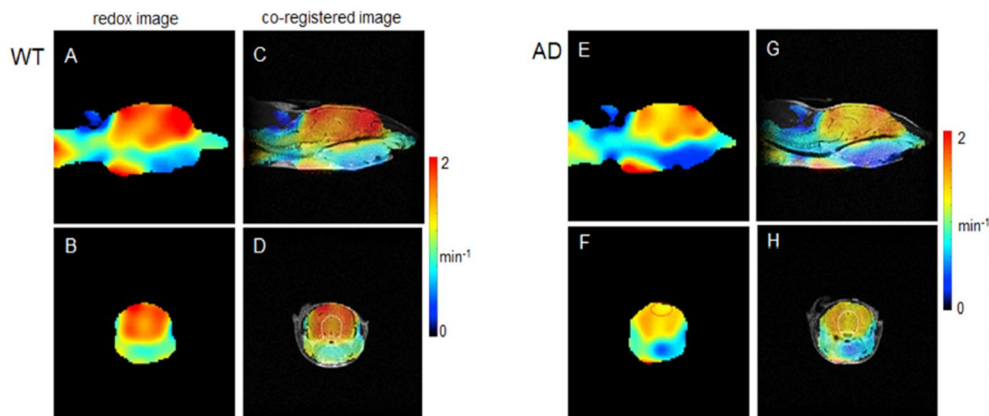 redox image
co-registered image
WT
A
C
AD
E
G
2
min-1
0
B
D
2
min-1
0
F
H